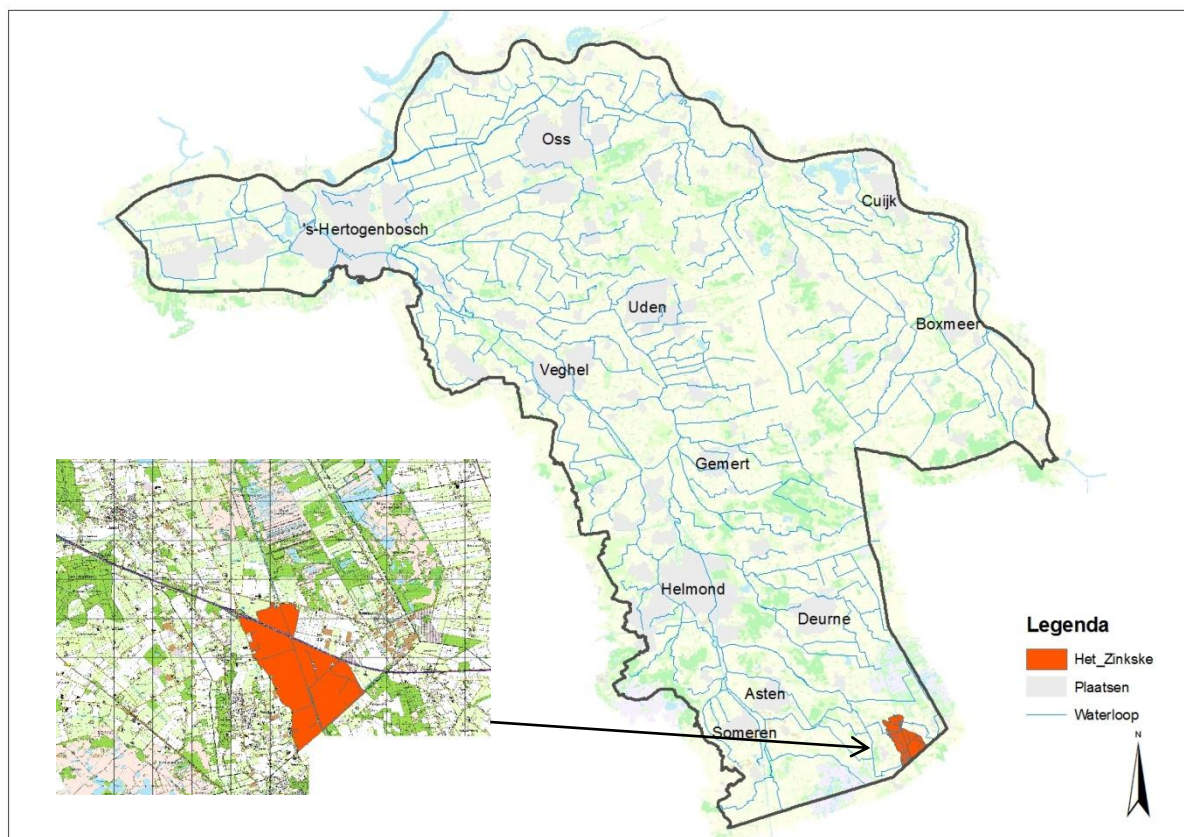 Oss
Cuijk
's-Hertogenbosch
Uden
Boxmeer
Veghel
Gemert
Helmond
Deurne
Asten
Someren
Legenda
Het_Zinkske
Plaatsen
Waterloop
N